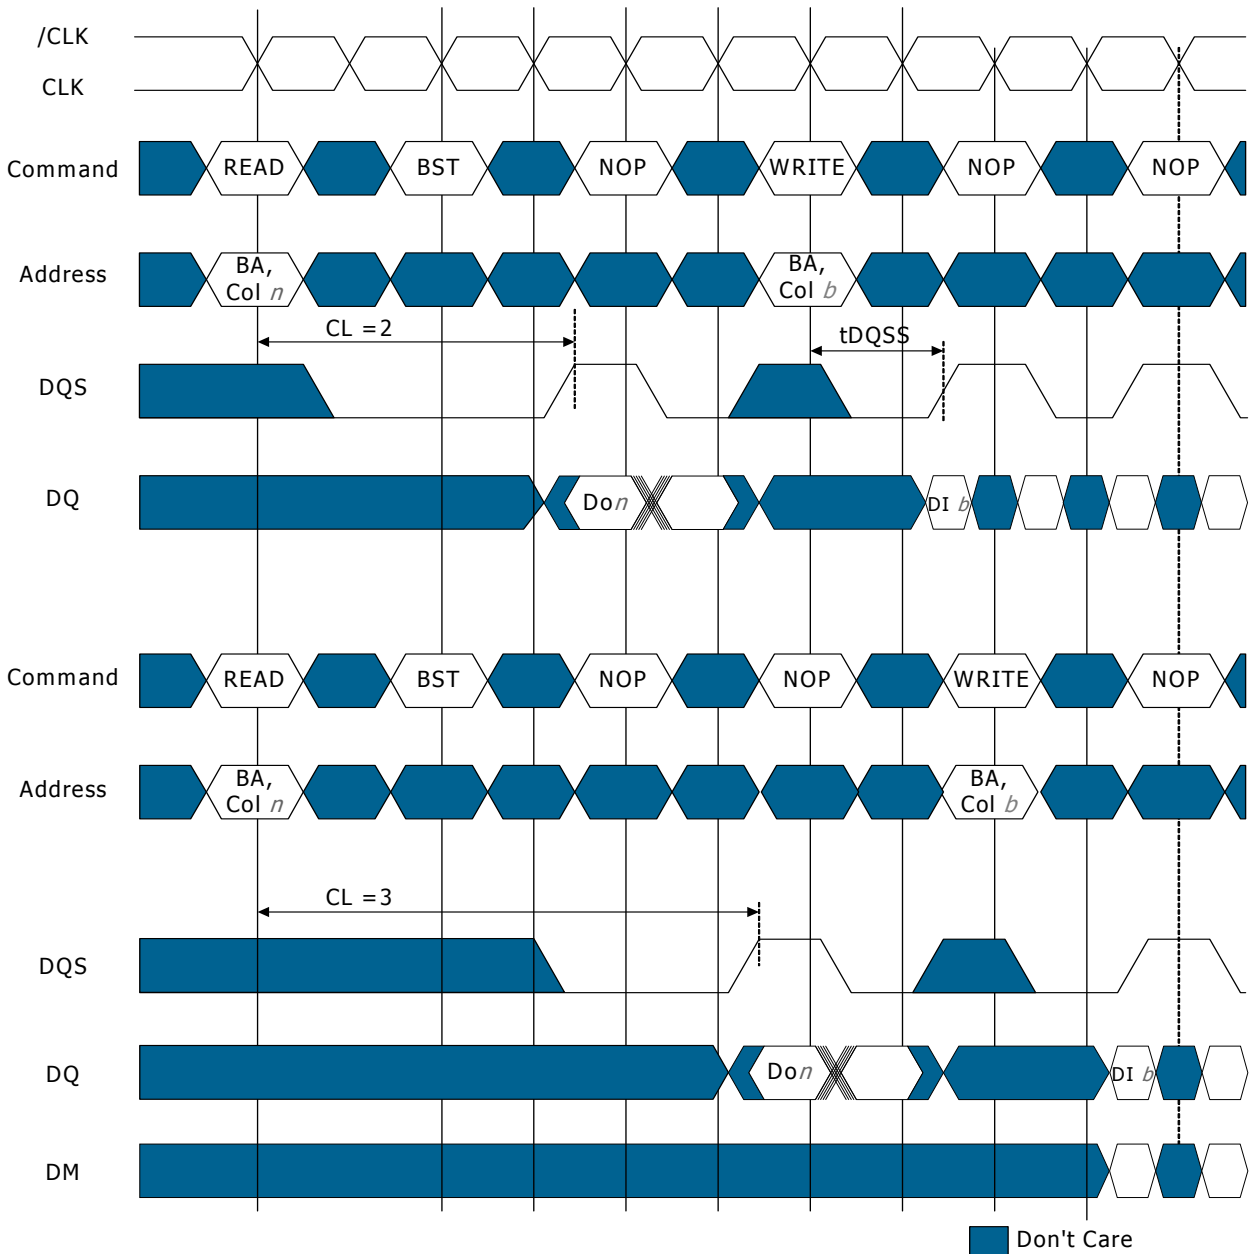 /CLK
CLK
Command READ BST NOP WRITE NOP NOP
Address BA, Col n BA, Col b
CL =2 tDQSS
DQS
DQ Don DI b
Command READ BST NOP NOP WRITE NOP
Address BA, Col n BA, Col b
CL =3
DQS
DQ Don DI b
DM
Don't Care